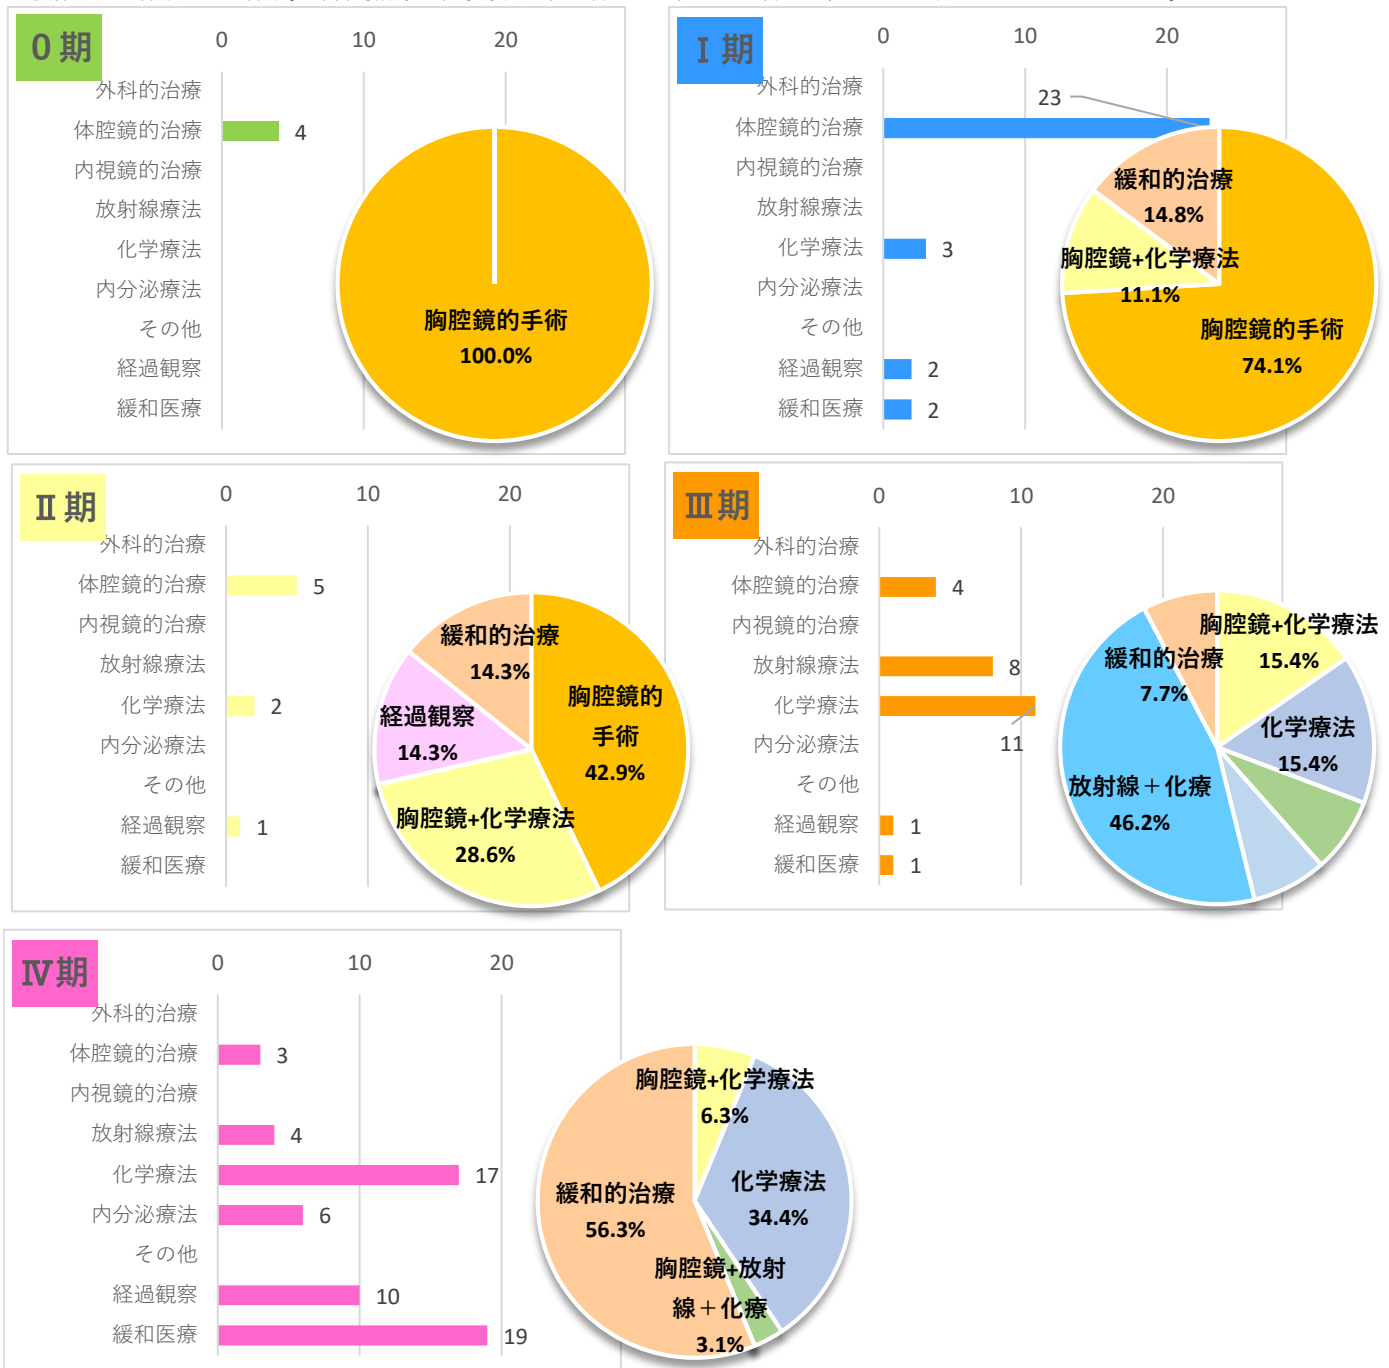 0期
0 10 20
外科的治療
体腔鏡的治療 4
内視鏡的治療
放射線療法
化学療法
内分泌療法
その他
経過観察
緩和医療
胸腔鏡的手術
100.0%
Ⅰ期
0 10 20
外科的治療
23
体腔鏡的治療
内視鏡的治療
放射線療法
化学療法 3
内分泌療法
その他
経過観察 2
緩和医療 2
緩和的治療
14.8%
胸腔鏡+化学療法
11.1%
胸腔鏡的手術
74.1%
Ⅱ期
0 10 20
外科的治療
体腔鏡的治療 5
内視鏡的治療
放射線療法
化学療法 2
内分泌療法
その他
経過観察 1
緩和医療
緩和的治療
14.3%
経過観察
14.3%
胸腔鏡的
手術
42.9%
胸腔鏡+化学療法
28.6%
Ⅲ期
0 10 20
外科的治療
体腔鏡的治療 4
内視鏡的治療
放射線療法 8
化学療法
11
内分泌療法
その他
経過観察 1
緩和医療 1
胸腔鏡+化学療法
15.4%
緩和的治療
7.7%
化学療法
15.4%
放射線＋化療
46.2%
Ⅳ期
0 10 20
外科的治療
体腔鏡的治療 3
内視鏡的治療
放射線療法 4
化学療法 17
内分泌療法 6
その他
経過観察 10
緩和医療 19
胸腔鏡+化学療法
6.3%
化学療法
34.4%
緩和的治療
56.3%
胸腔鏡+放射
線＋化療
3.1%